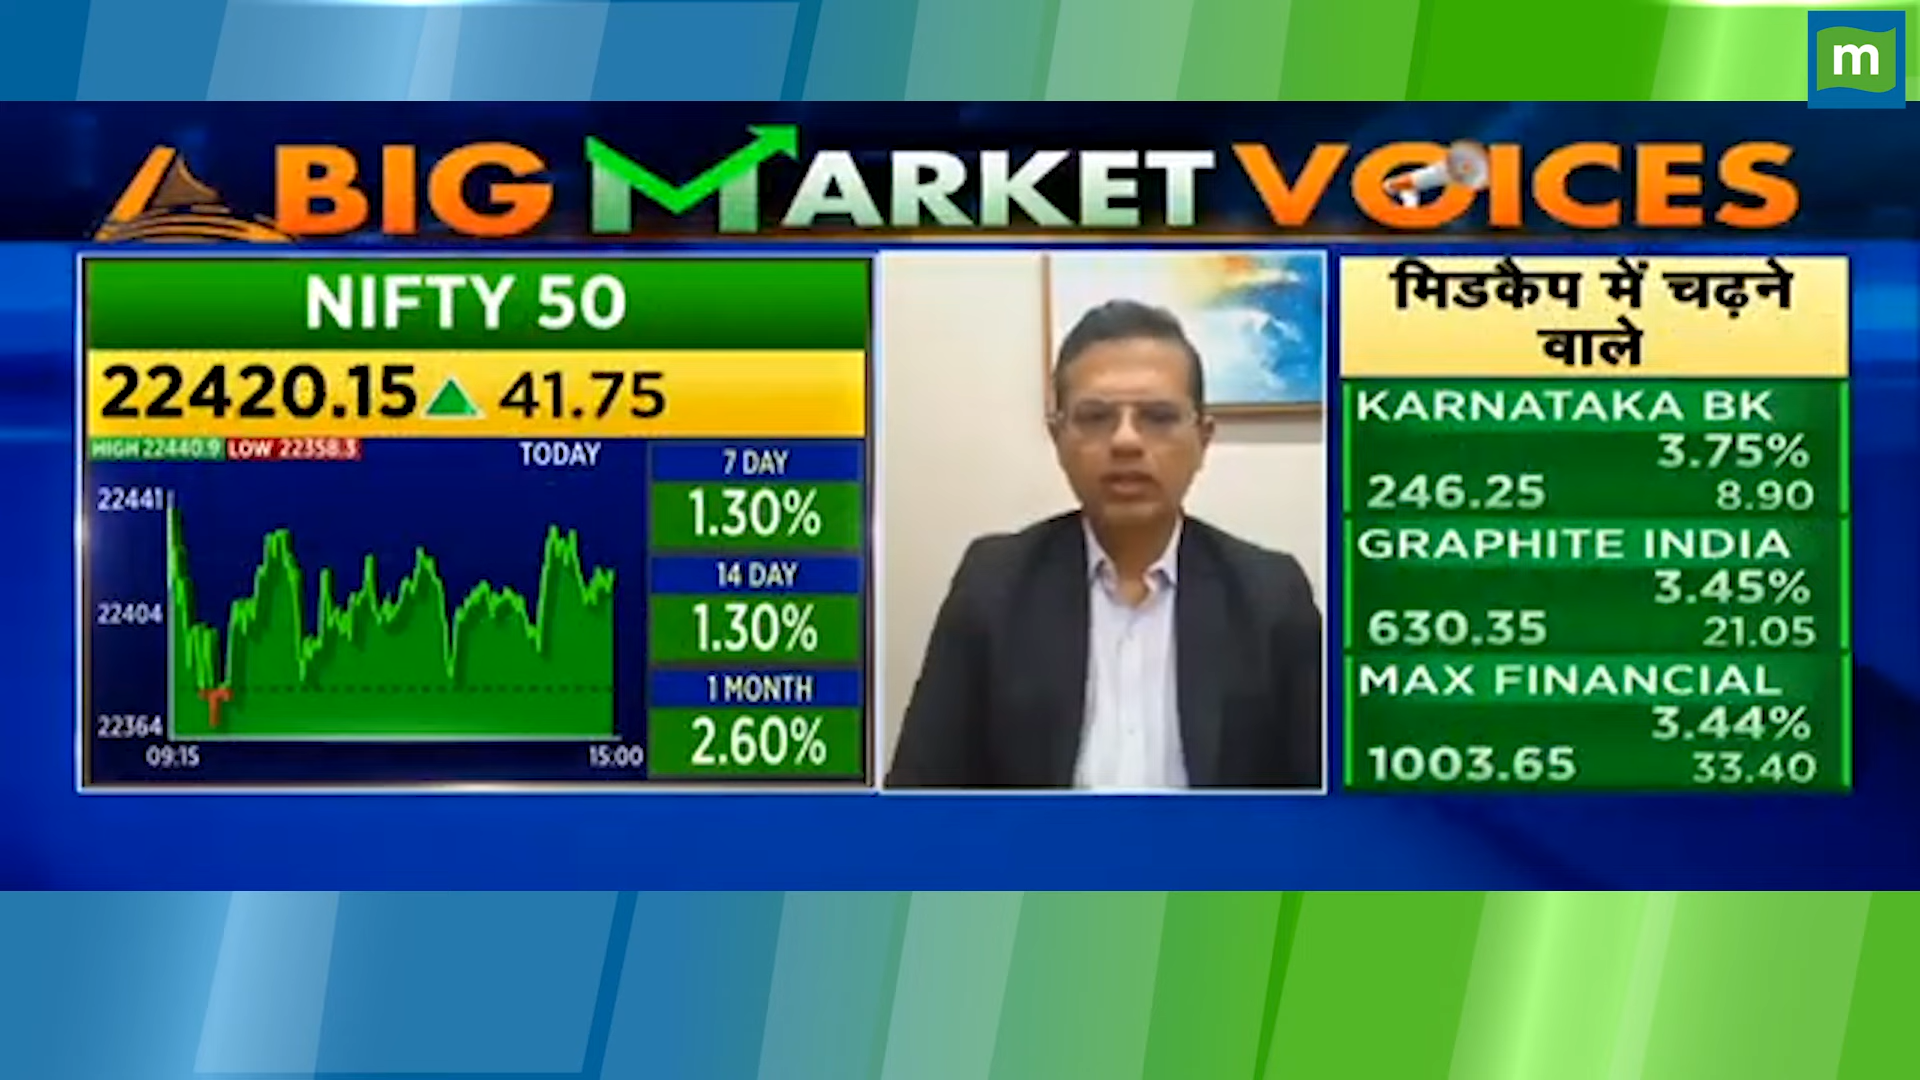 m
BIG MARKET VOICES
NIFTY 50
22420.15 ▲ 41.75
HIGH 22440.9 LOW 22358.3
TODAY
22441
22404
22364
09:15 15:00
7 DAY
1.30%
14 DAY
1.30%
1 MONTH
2.60%
मिडकैप में चढ़ने
वाले
KARNATAKA BK
3.75%
246.25 8.90
GRAPHITE INDIA
3.45%
630.35 21.05
MAX FINANCIAL
3.44%
1003.65 33.40